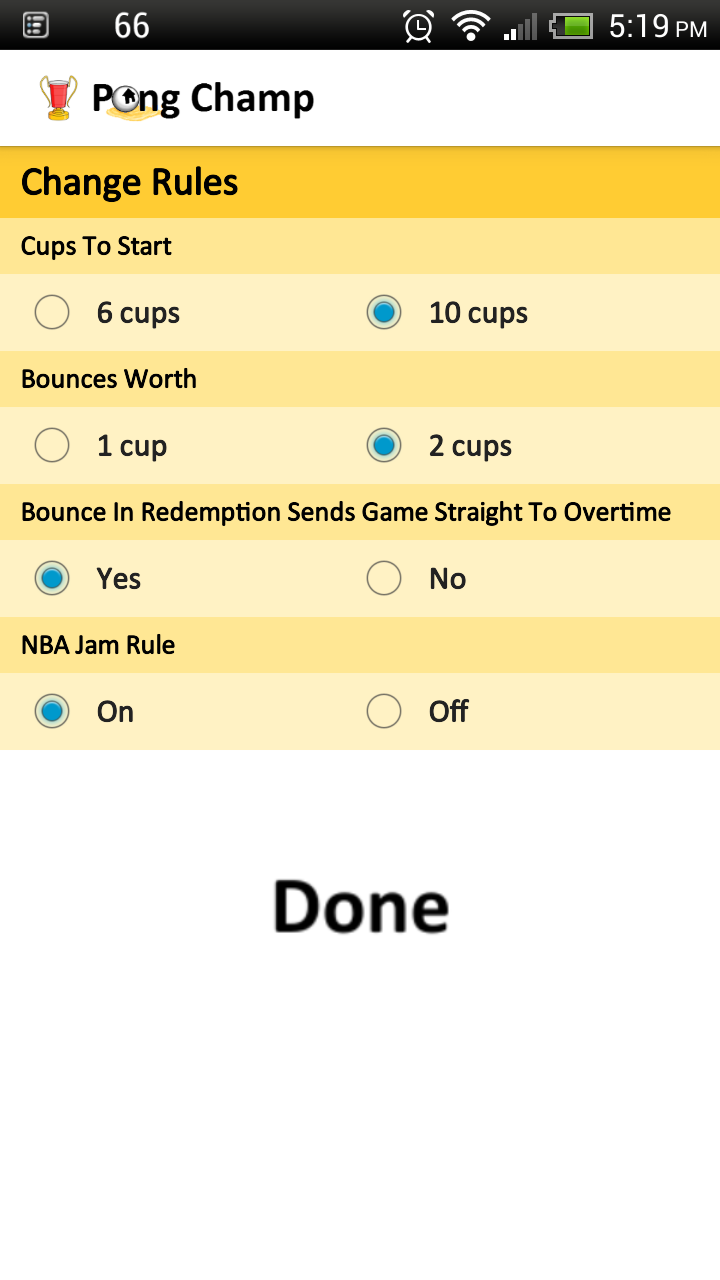 66 5:19 PM
Pong Champ
Change Rules
Cups To Start
6 cups 10 cups
Bounces Worth
1 cup 2 cups
Bounce In Redemption Sends Game Straight To Overtime
Yes No
NBA Jam Rule
On Off
Done